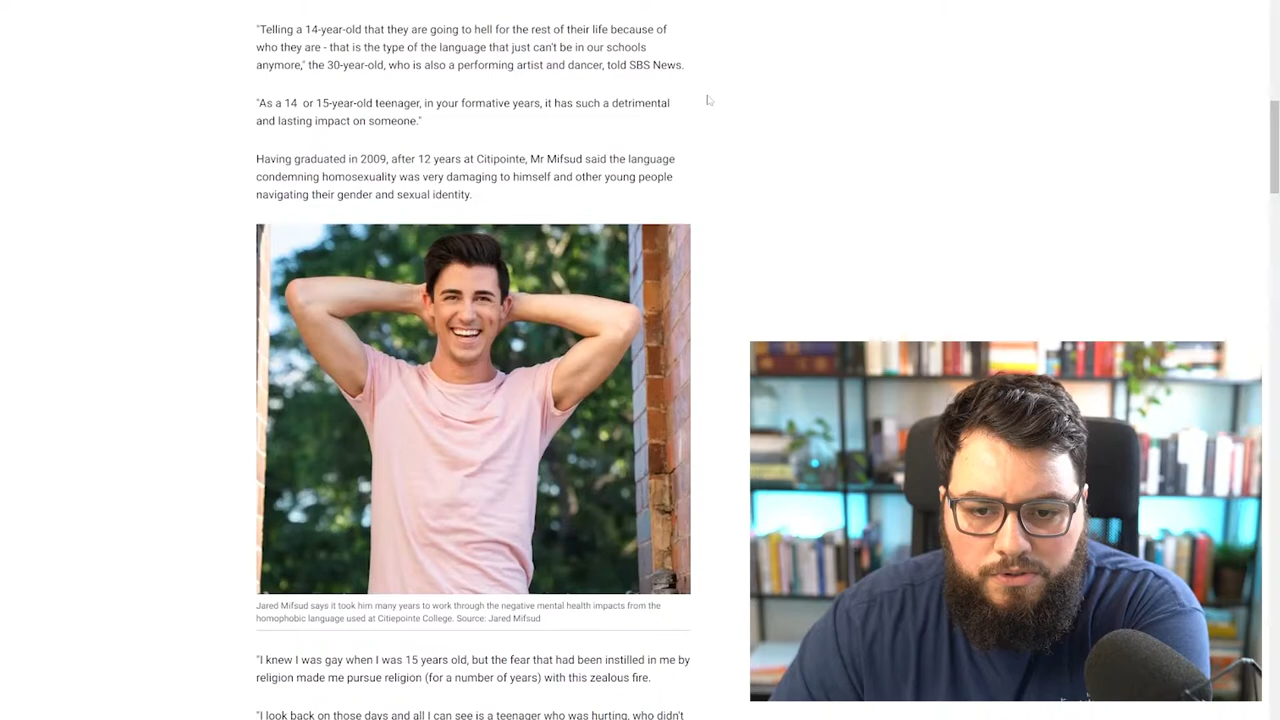 "Telling a 14-year-old that they are going to hell for the rest of their life because of
who they are - that is the type of the language that just can't be in our schools
anymore," the 30-year-old, who is also a performing artist and dancer, told SBS News.
"As a 14  or 15-year-old teenager, in your formative years, it has such a detrimental
and lasting impact on someone."
Having graduated in 2009, after 12 years at Citipointe, Mr Mifsud said the language
condemning homosexuality was very damaging to himself and other young people
navigating their gender and sexual identity.
Jared Mifsud says it took him many years to work through the negative mental health impacts from the
homophobic language used at Citiepointe College. Source: Jared Mifsud
"I knew I was gay when I was 15 years old, but the fear that had been instilled in me by
religion made me pursue religion (for a number of years) with this zealous fire.
"I look back on those days and all I can see is a teenager who was hurting, who didn't